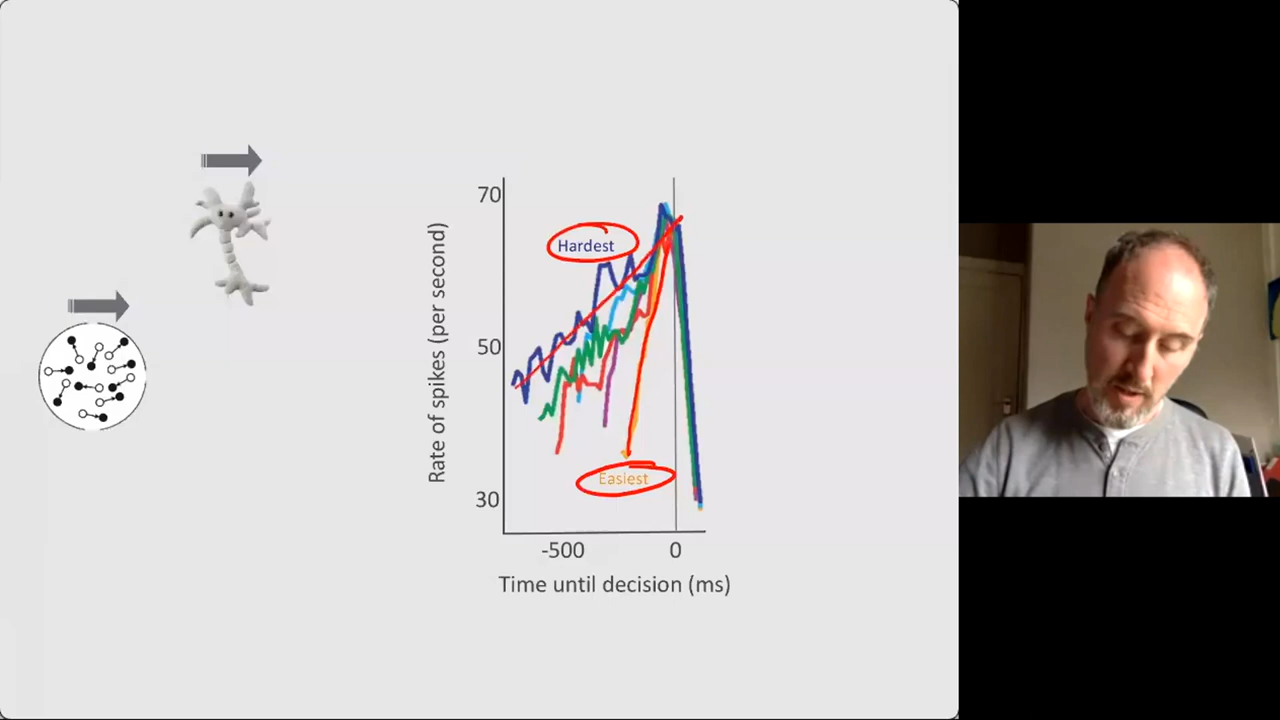 70
Hardest
50
Rate of spikes (per second)
Easiest
30
-500 0
Time until decision (ms)